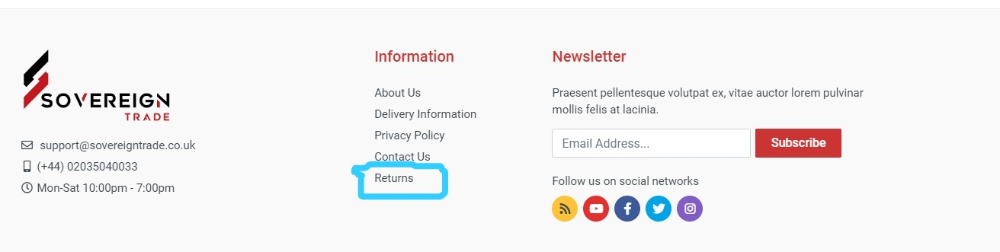 SOVEREIGN
TRADE
support@sovereigntrade.co.uk
(+44) 02035040033
Mon-Sat 10:00pm - 7:00pm
Information
About Us
Delivery Information
Privacy Policy
Contact Us
Returns
Newsletter
Praesent pellentesque volutpat ex, vitae auctor lorem pulvinar
mollis felis at lacinia.
Email Address...
Subscribe
Follow us on social networks